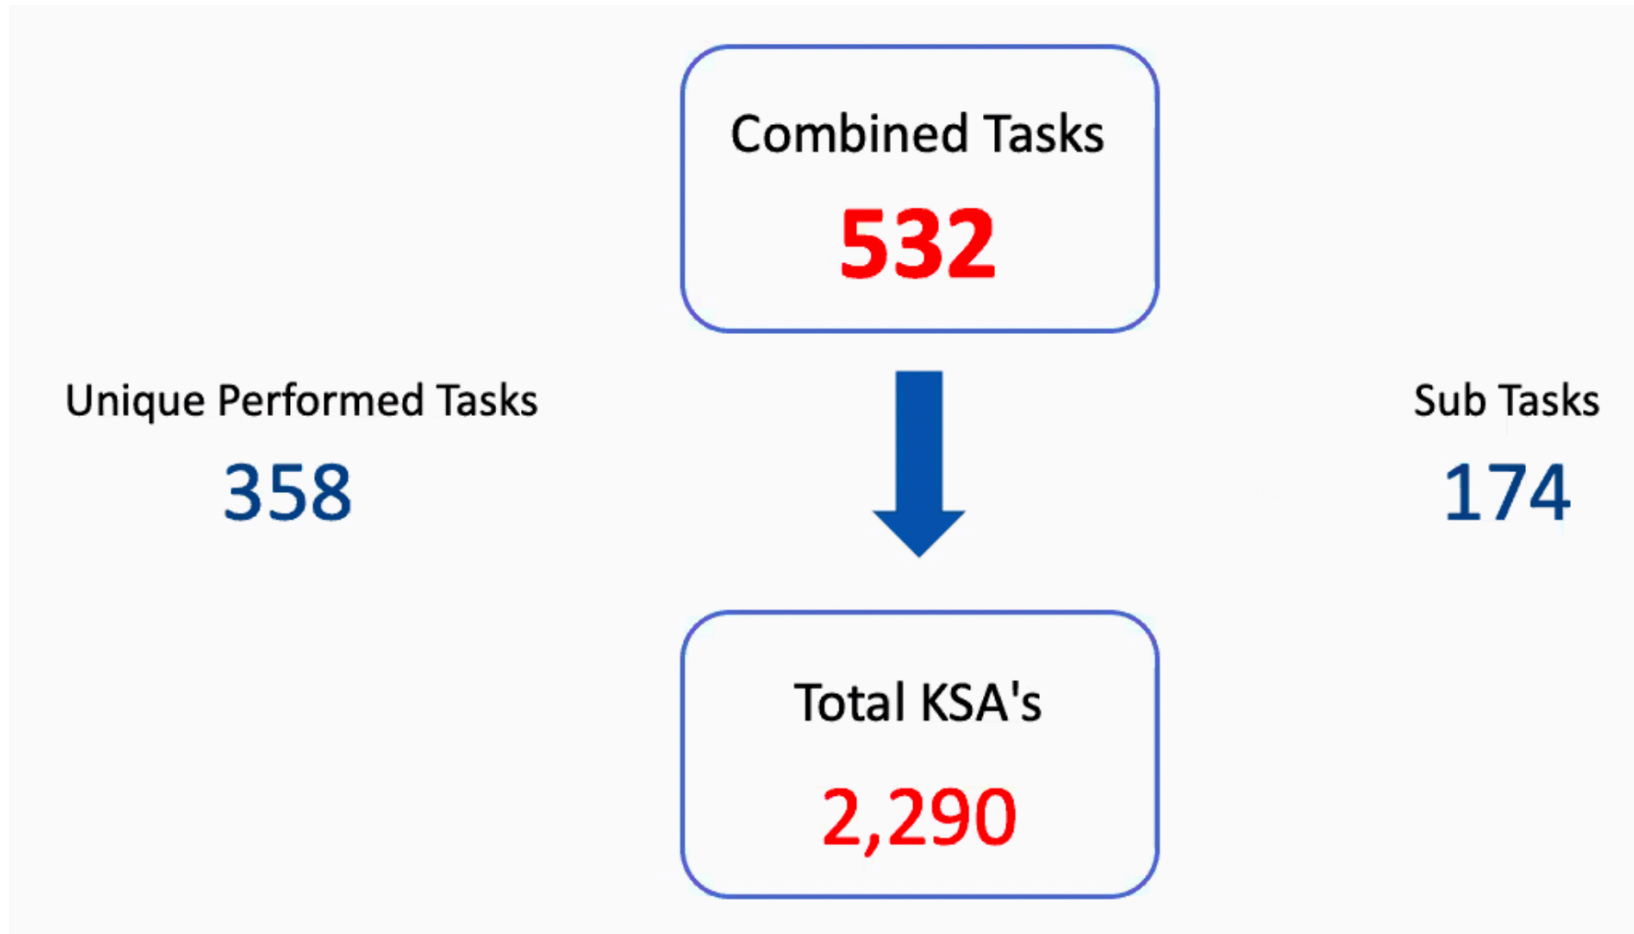 Combined Tasks
532
Unique Performed Tasks
358
Sub Tasks
174
Total KSA's
2,290